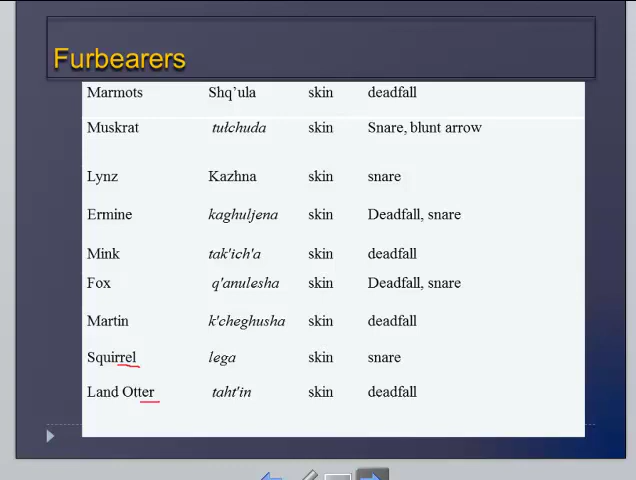 Furbearers
Marmots Shq'ula skin deadfall
Muskrat tułchuda skin Snare, blunt arrow
Lynz Kazhna skin snare
Ermine kaghuljena skin Deadfall, snare
Mink tak'ich'a skin deadfall
Fox q'anulesha skin Deadfall, snare
Martin k'cheghusha skin deadfall
Squirrel lega skin snare
Land Otter taht'in skin deadfall